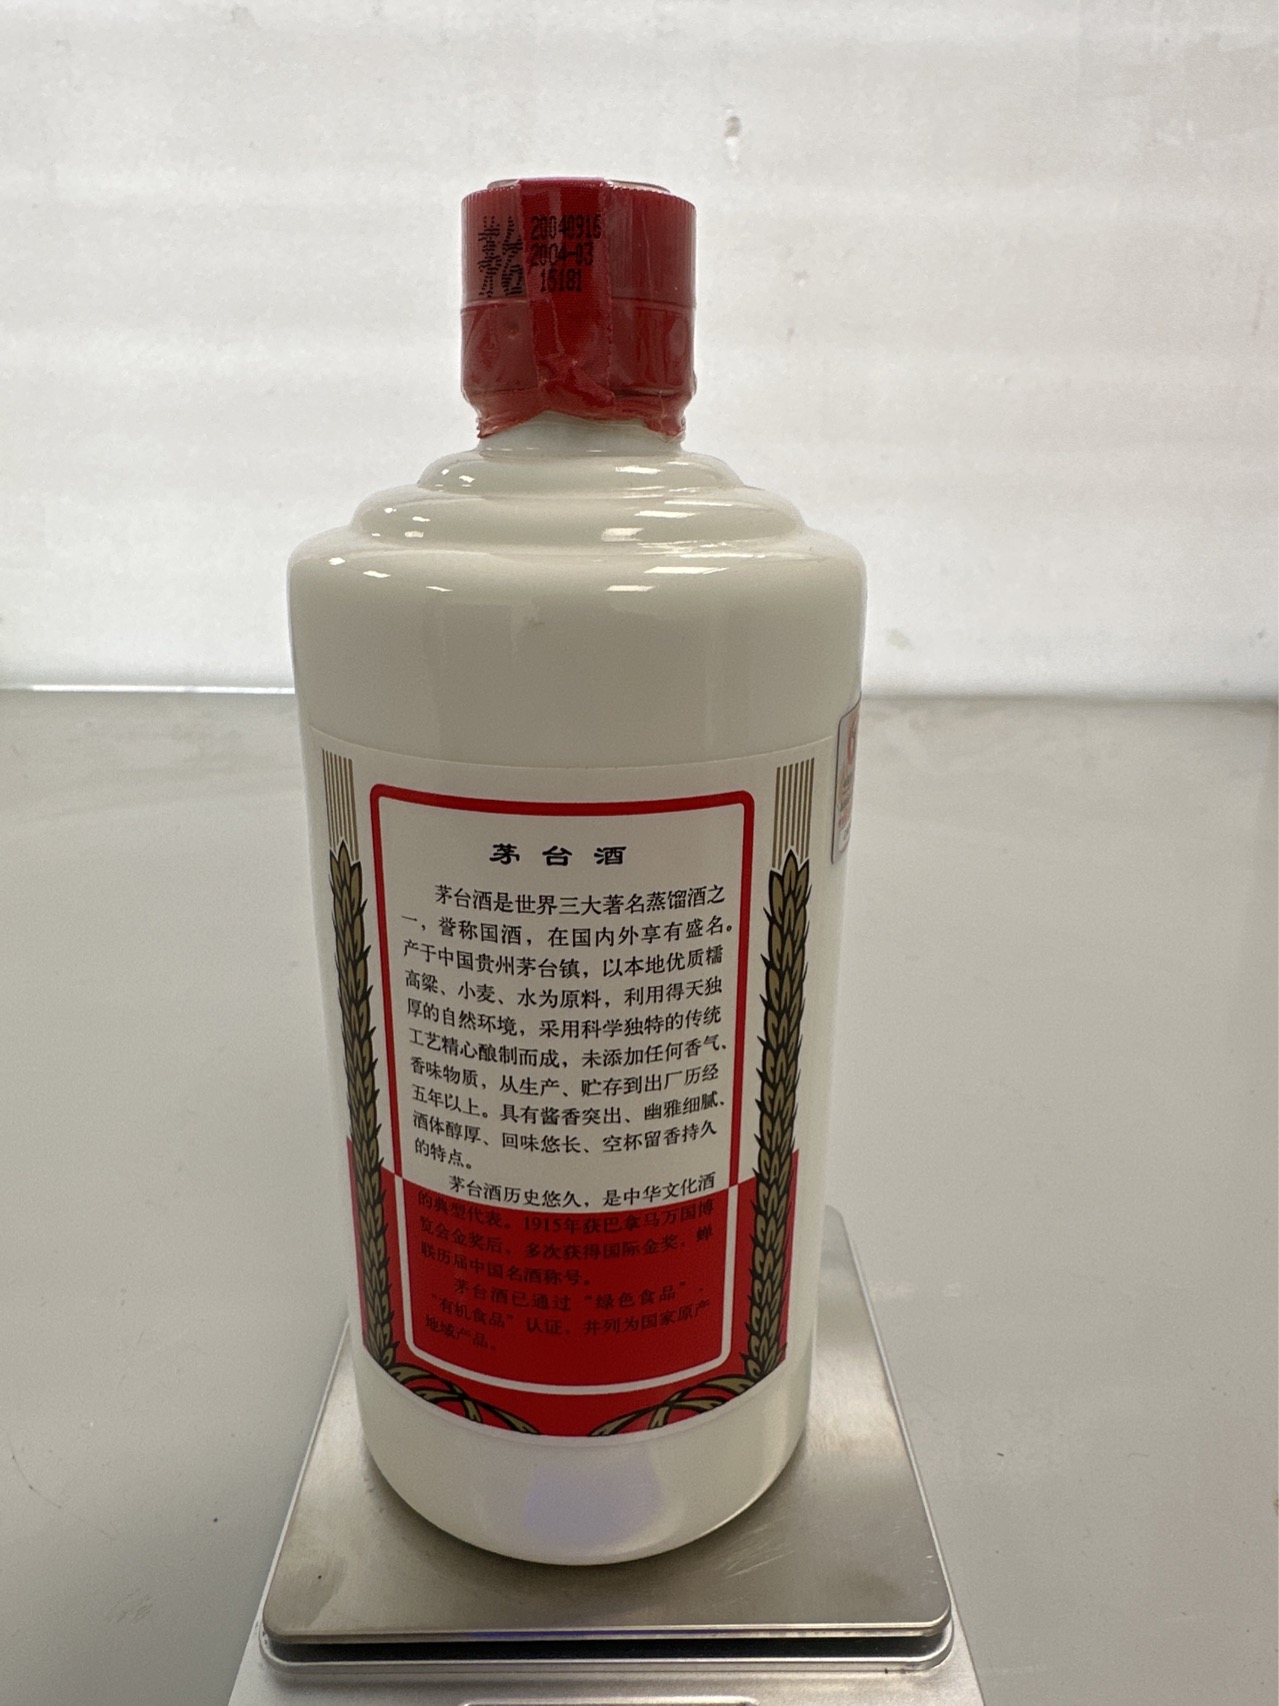 茅台
20040916
2004-03
15181
茅台酒
茅台酒是世界三大著名蒸馏酒之
一，誉称国酒，在国内外享有盛名。
产于中国贵州茅台镇，以本地优质糯
高粱、小麦、水为原料，利用得天独
厚的自然环境，采用科学独特的传统
工艺精心酿制而成，未添加任何香气、
香味物质，从生产、贮存到出厂历经
五年以上。具有酱香突出、幽雅细腻、
酒体醇厚、回味悠长、空杯留香持久
的特点。
茅台酒历史悠久，是中华文化酒
的典型代表。1915年获巴拿马万国博
览会金奖后，多次获得国际金奖，蝉
联历届中国名酒称号。
茅台酒已通过“绿色食品”、
“有机食品”认证，并列为国家原产
地域产品。